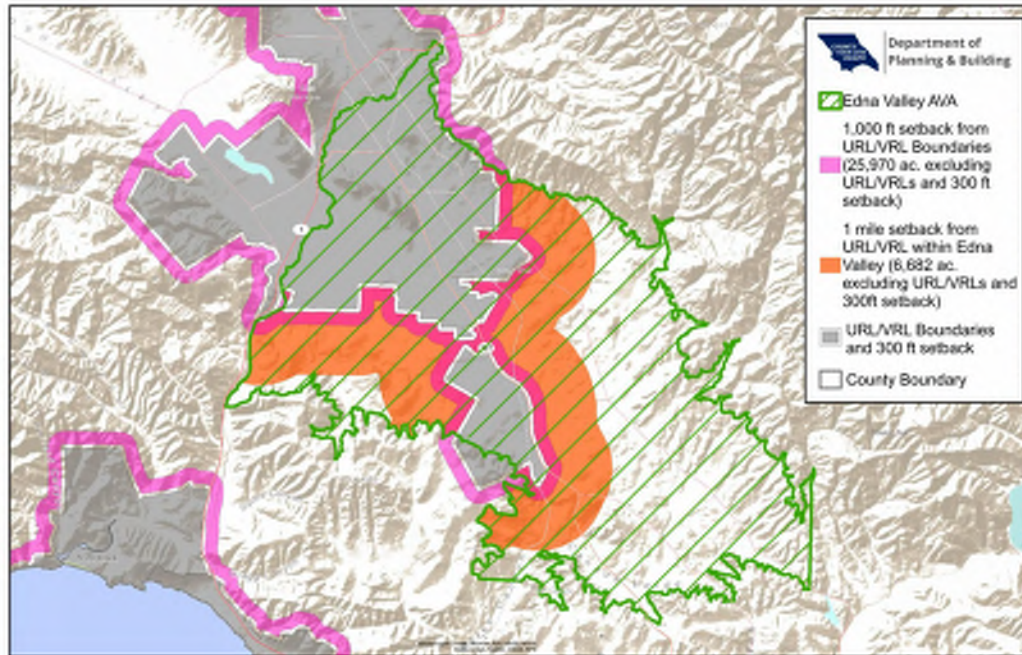 Department of
Planning & Building
Edna Valley AVA
1,000 ft setback from
URL/VRL Boundaries
(25,970 ac. excluding
URL/VRLs and 300 ft
setback)
1 mile setback from
URL/VRL within Edna
Valley (6,682 ac.
excluding URL/VRLs and
300ft setback)
URL/VRL Boundaries
and 300 ft setback
County Boundary
1